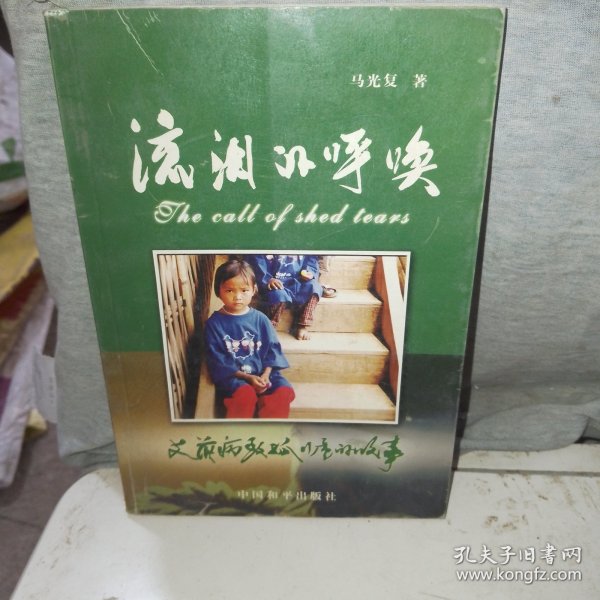 马光复 著
流泪的呼唤
The call of shed tears
艾滋病致孤儿童的故事
中国和平出版社
孔夫子旧书网
www.kongfz.com